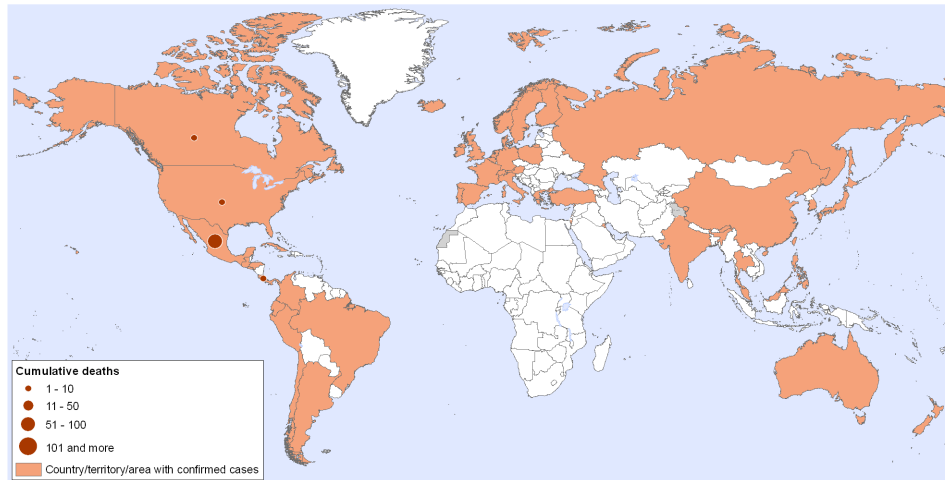 Cumulative deaths
1 - 10
11 - 50
51 - 100
101 and more
Country/territory/area with confirmed cases